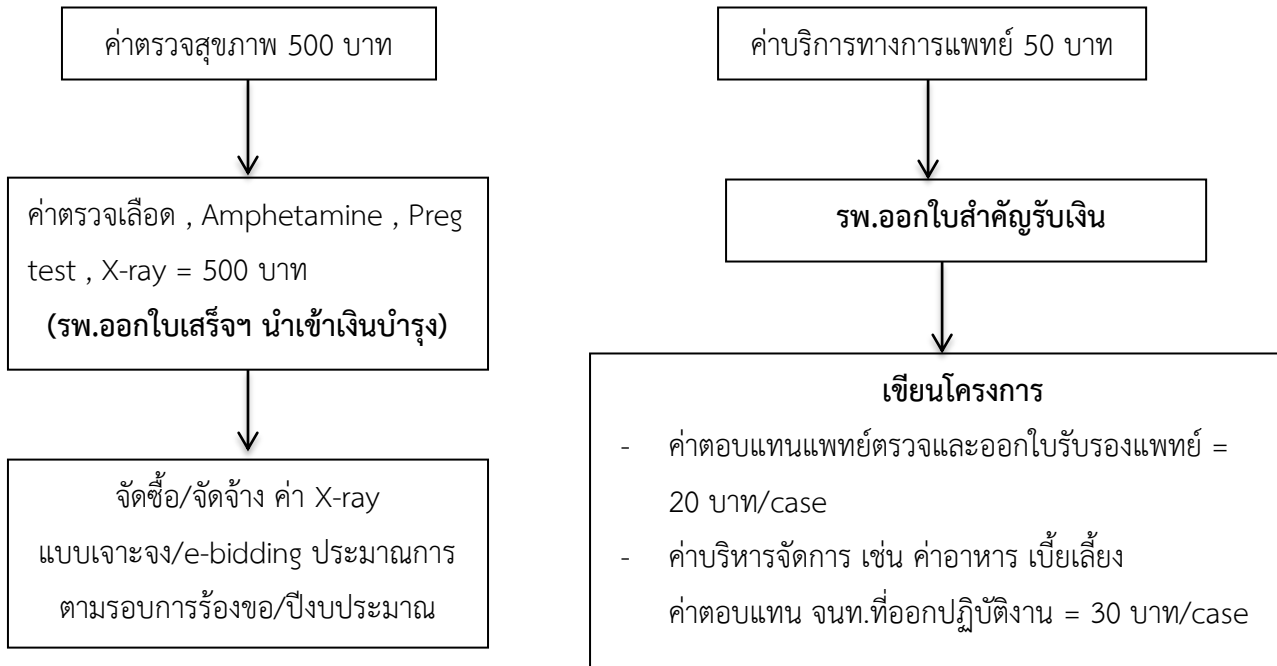 ค่าตรวจสุขภาพ 500 บาท
ค่าตรวจเลือด , Amphetamine , Preg
test , X-ray = 500 บาท
(รพ.ออกใบเสร็จฯ นำเข้าเงินบำรุง)
จัดซื้อ/จัดจ้าง ค่า X-ray
แบบเจาะจง/e-bidding ประมาณการ
ตามรอบการร้องขอ/ปีงบประมาณ
ค่าบริการทางการแพทย์ 50 บาท
รพ.ออกใบสำคัญรับเงิน
เขียนโครงการ
- ค่าตอบแทนแพทย์ตรวจและออกใบรับรองแพทย์ =
20 บาท/case
- ค่าบริหารจัดการ เช่น ค่าอาหาร เบี้ยเลี้ยง
ค่าตอบแทน จนท.ที่ออกปฏิบัติงาน = 30 บาท/case